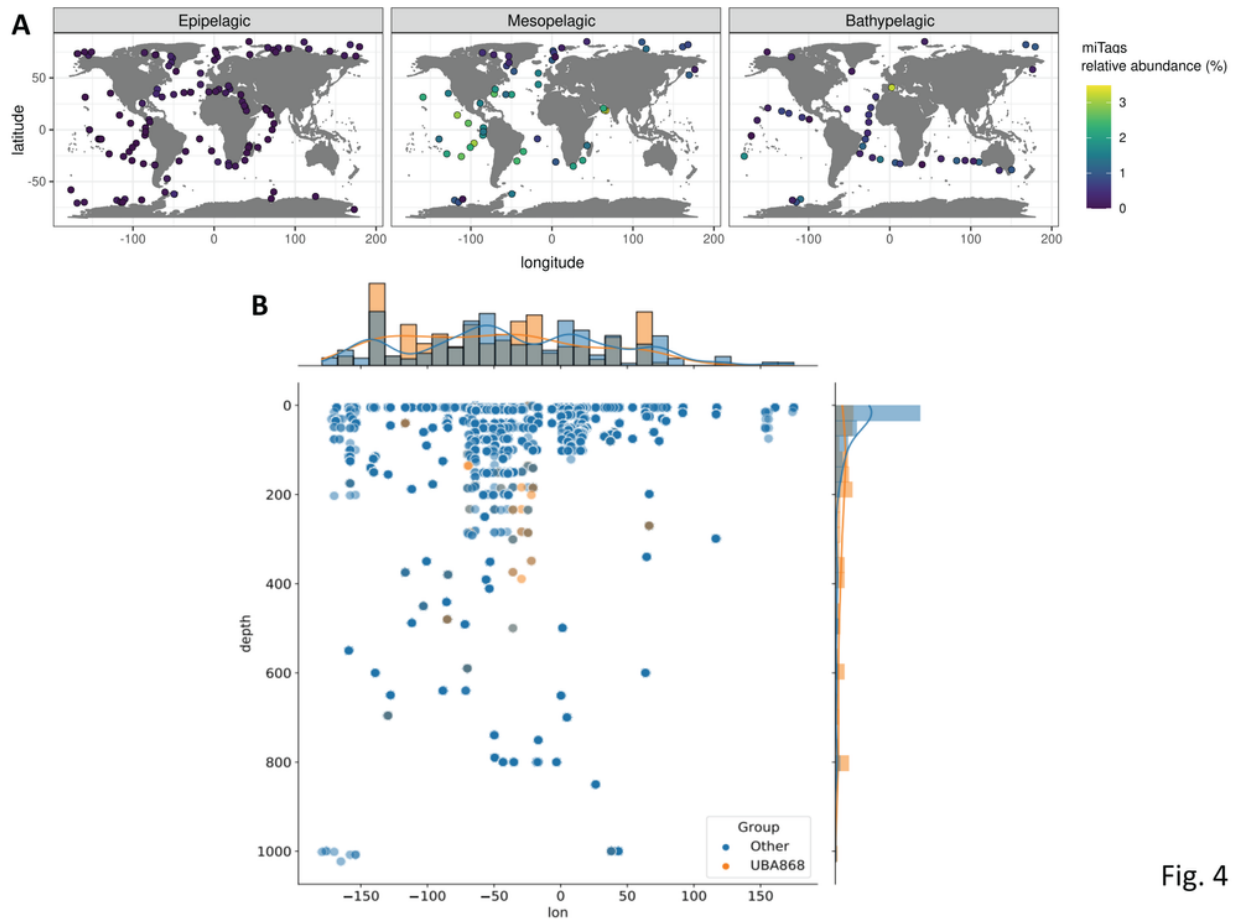 A
Epipelagic Mesopelagic Bathypelagic
miTags
relative abundance (%)
3
2
1
0
latitude
50
0
-50
-100 0 100 200 -100 0 100 200 -100 0 100 200
longitude
B
0
200
400
600
800
1000
depth
Group
Other
UBA868
−150 −100 −50 0 50 100 150
lon
Fig. 4